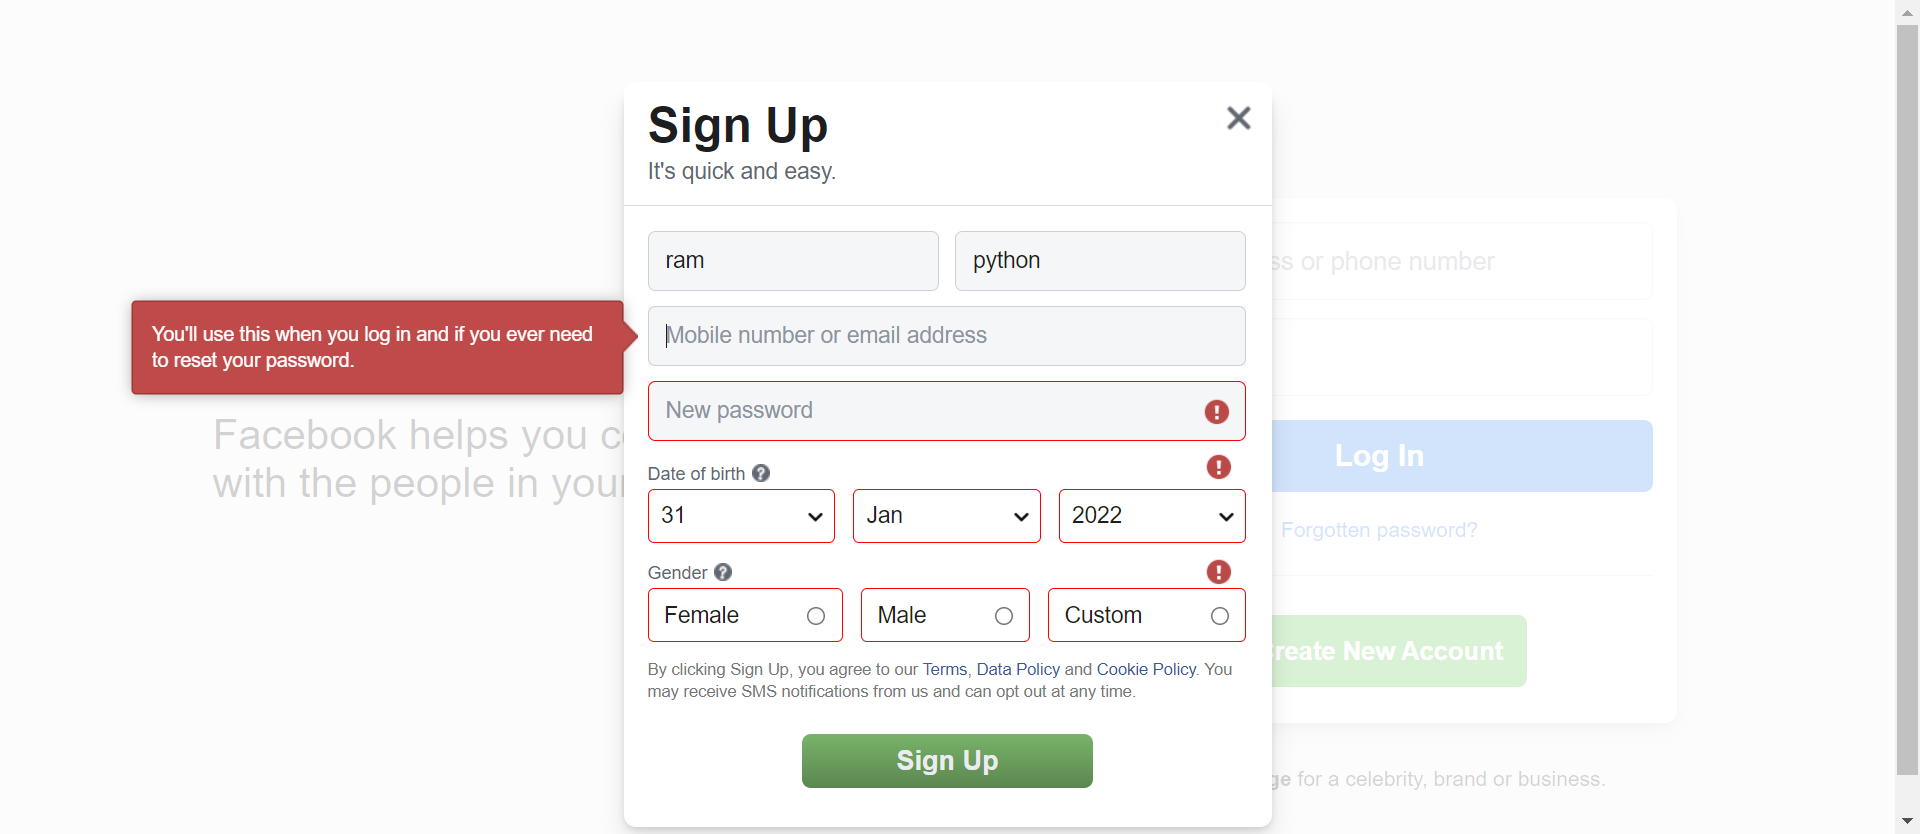 Sign Up
It's quick and easy.
ram
python
ss or phone number
You'll use this when you log in and if you ever need
to reset your password.
Mobile number or email address
New password
Facebook helps you
with the people in your
Log In
Date of birth
31
Jan
2022
Forgotten password?
Gender
Female
Male
Custom
Create New Account
By clicking Sign Up, you agree to our Terms, Data Policy and Cookie Policy. You
may receive SMS notifications from us and can opt out at any time.
Sign Up
for a celebrity, brand or business.